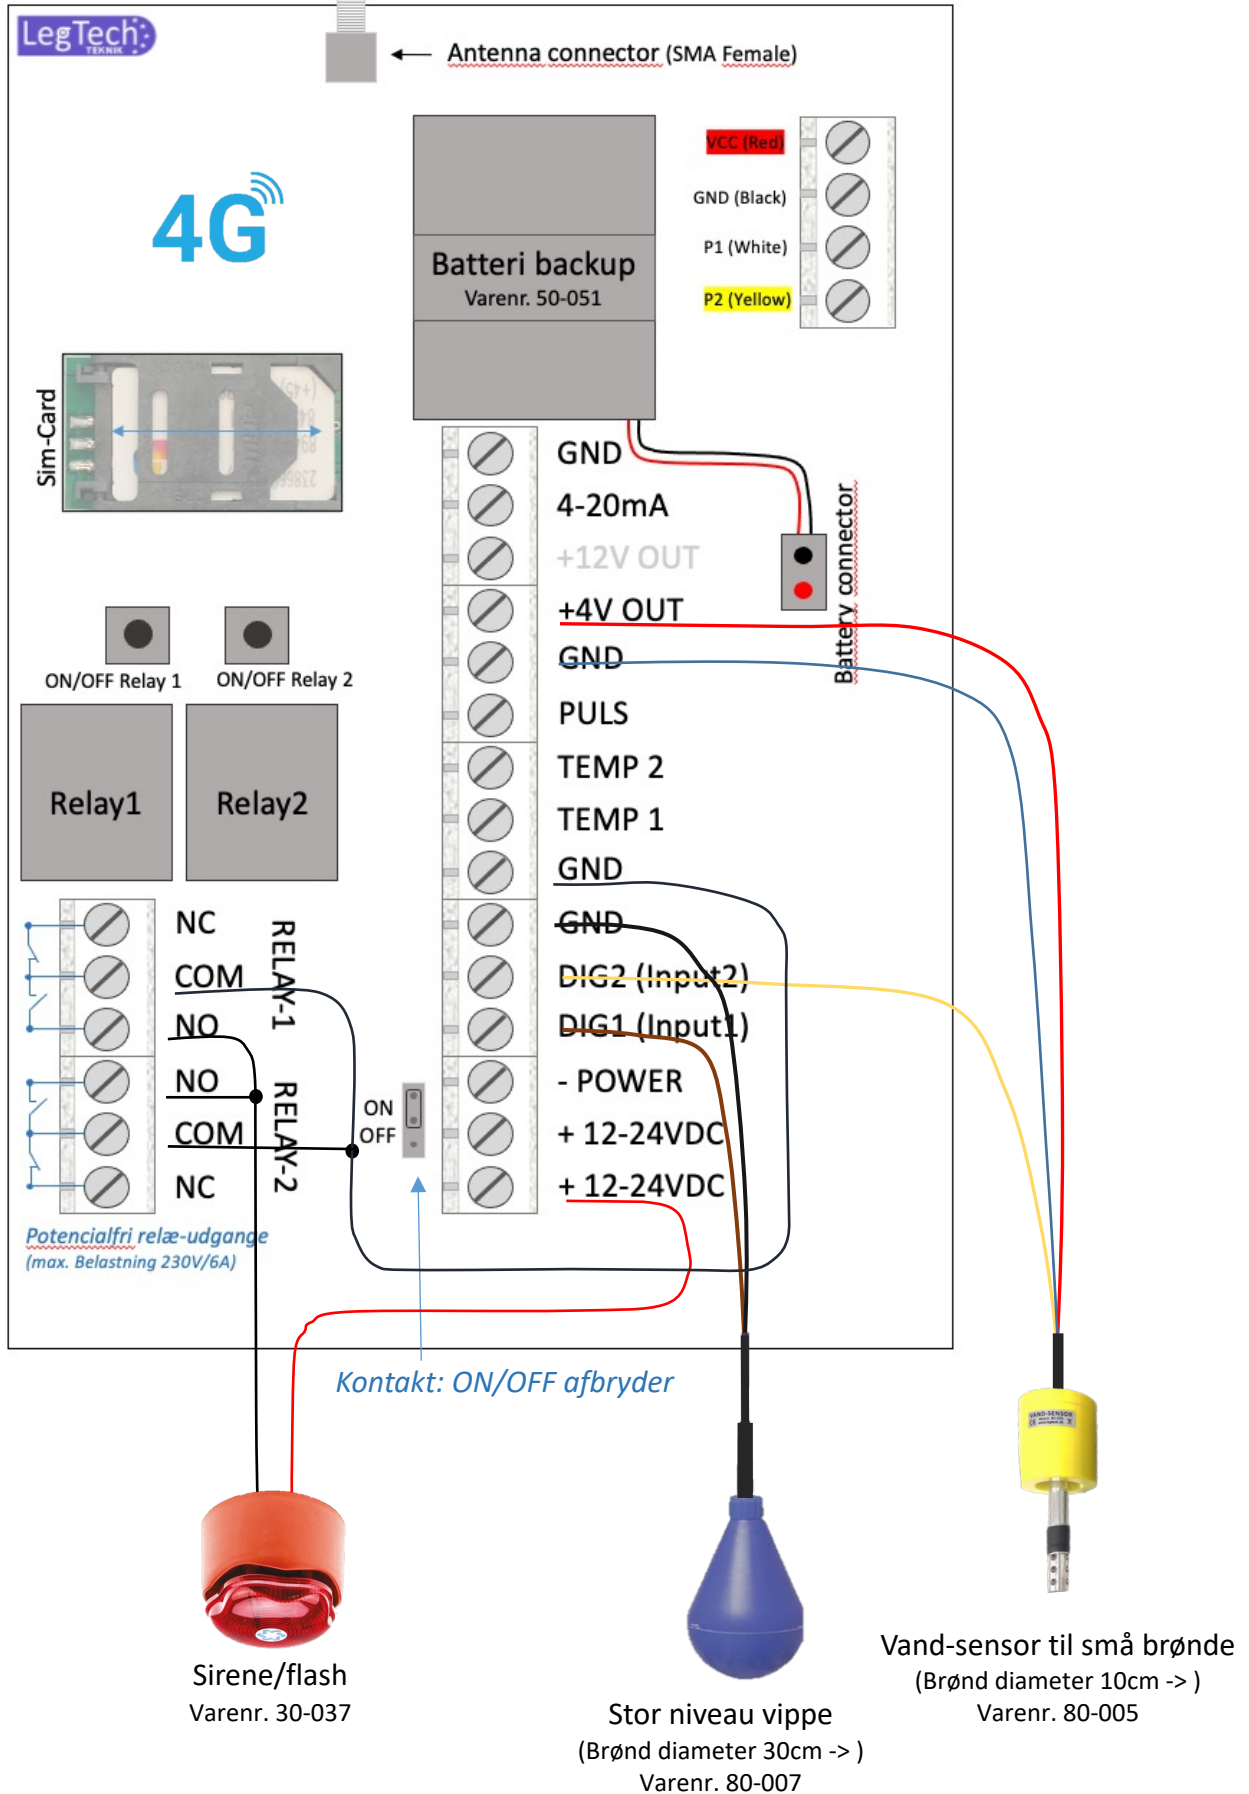 LegTech
TEKNIK
Antenna connector (SMA Female)
4G
Batteri backup
Varenr. 50-051
VCC (Red)
GND (Black)
P1 (White)
P2 (Yellow)
Sim-Card
Battery connector
GND
4-20mA
+12V OUT
+4V OUT
GND
PULS
TEMP 2
TEMP 1
GND
GND
DIG2 (Input2)
DIG1 (Input1)
- POWER
+ 12-24VDC
+ 12-24VDC
ON/OFF Relay 1
ON/OFF Relay 2
Relay1
Relay2
NC
COM
NO
RELAY-1
NO
COM
NC
RELAY-2
ON
OFF
Potencialfri relæ-udgange
(max. Belastning 230V/6A)
Kontakt: ON/OFF afbryder
VAND-SENSOR
Sirene/flash
Varenr. 30-037
Stor niveau vippe
(Brønd diameter 30cm -> )
Varenr. 80-007
Vand-sensor til små brønde
(Brønd diameter 10cm -> )
Varenr. 80-005